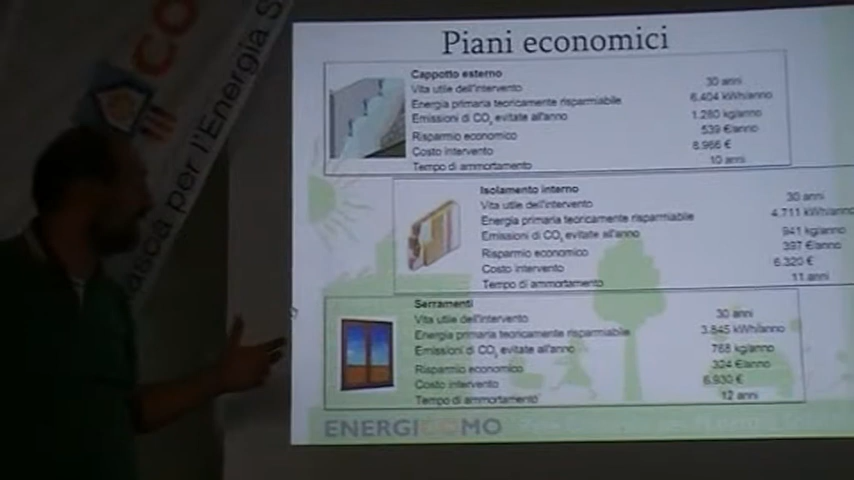 Piani economici
Cappotto esterno
Vita utile dell'intervento 30 anni
Energia primaria teoricamente risparmiabile 6.404 kWh/anno
Emissioni di CO2 evitate all'anno 1.280 kg/anno
Risparmio economico 539 €/anno
Costo intervento 8.966 €
Tempo di ammortamento 10 anni
Isolamento interno
Vita utile dell'intervento 30 anni
Energia primaria teoricamente risparmiabile 4.711 kWh/anno
Emissioni di CO2 evitate all'anno 941 kg/anno
Risparmio economico 397 €/anno
Costo intervento 6.320 €
Tempo di ammortamento 11 anni
Serramenti
Vita utile dell'intervento 30 anni
Energia primaria teoricamente risparmiabile 3.845 kWh/anno
Emissioni di CO2 evitate all'anno 768 kg/anno
Risparmio economico 324 €/anno
Costo intervento 6.930 €
Tempo di ammortamento 12 anni
ENERGICOMO
asca per l'Energia S